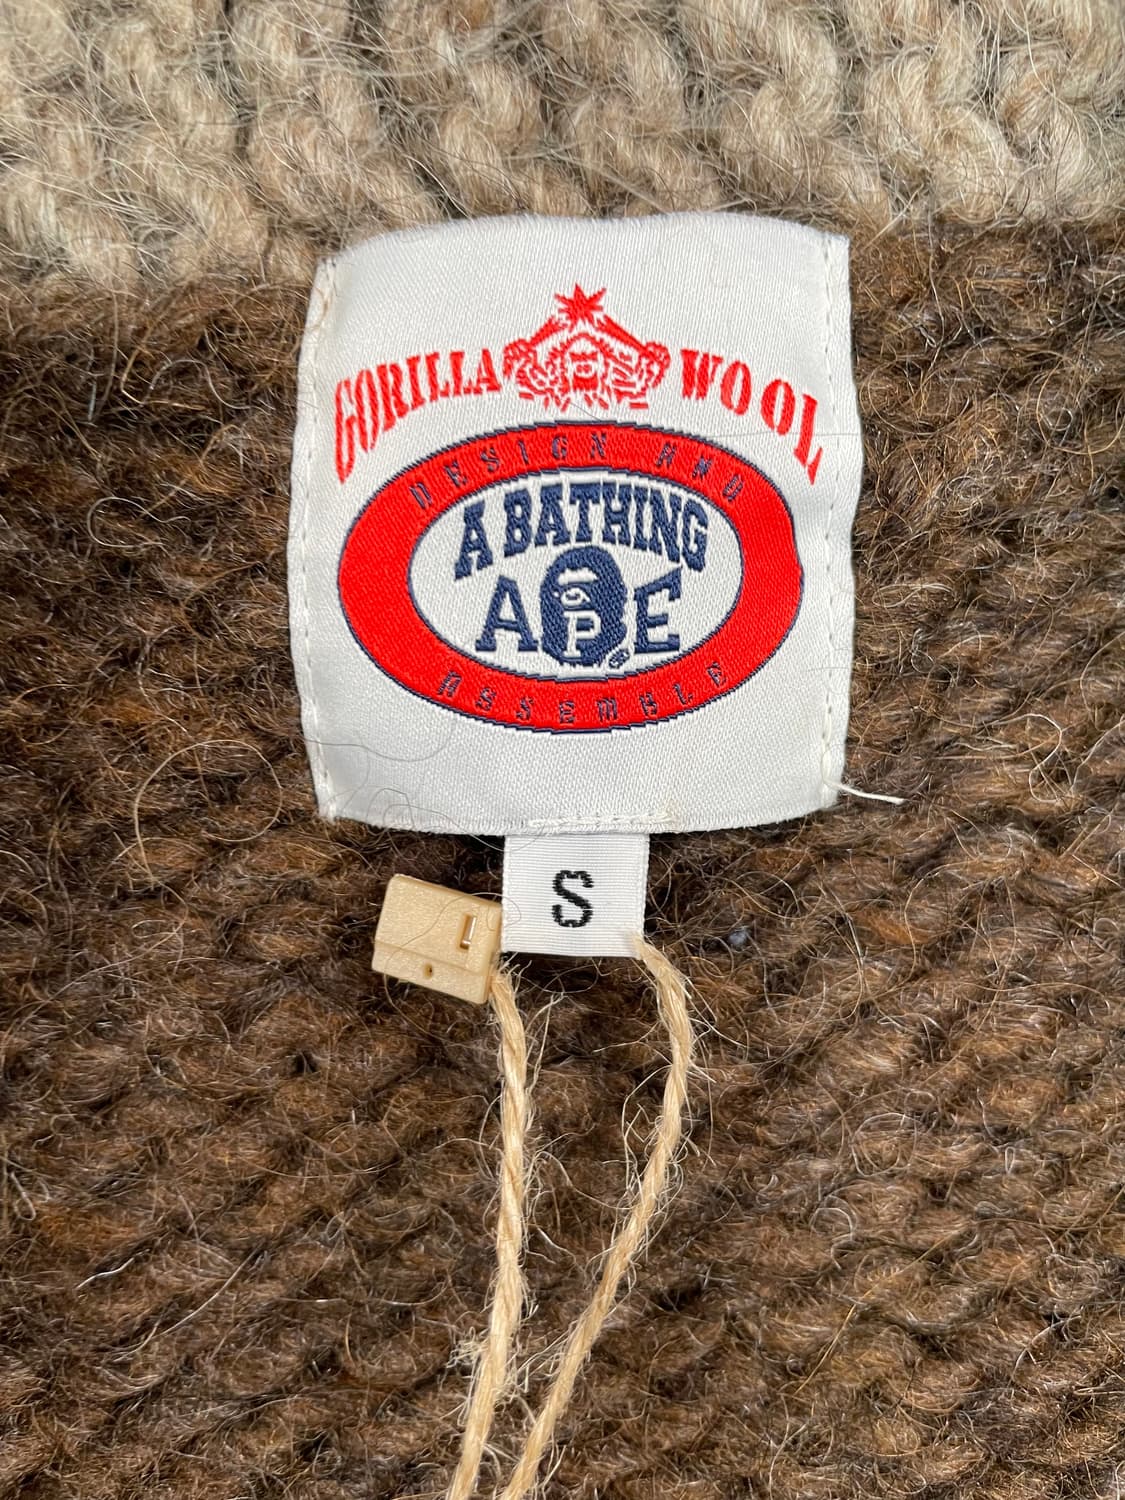 GORILLA WOOL
DESIGN AND
A BATHING
APE
ASSEMBLE
S